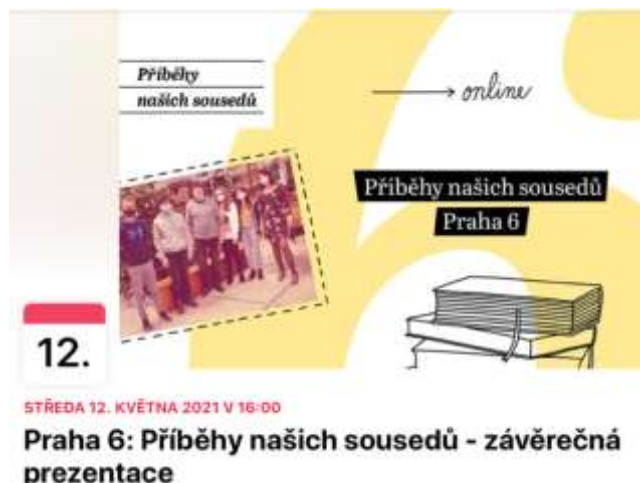 Příběhy
našich sousedů
online
Příběhy našich sousedů
Praha 6
6
12.
STŘEDA 12. KVĚTNA 2021 V 16:00
Praha 6: Příběhy našich sousedů - závěrečná
prezentace